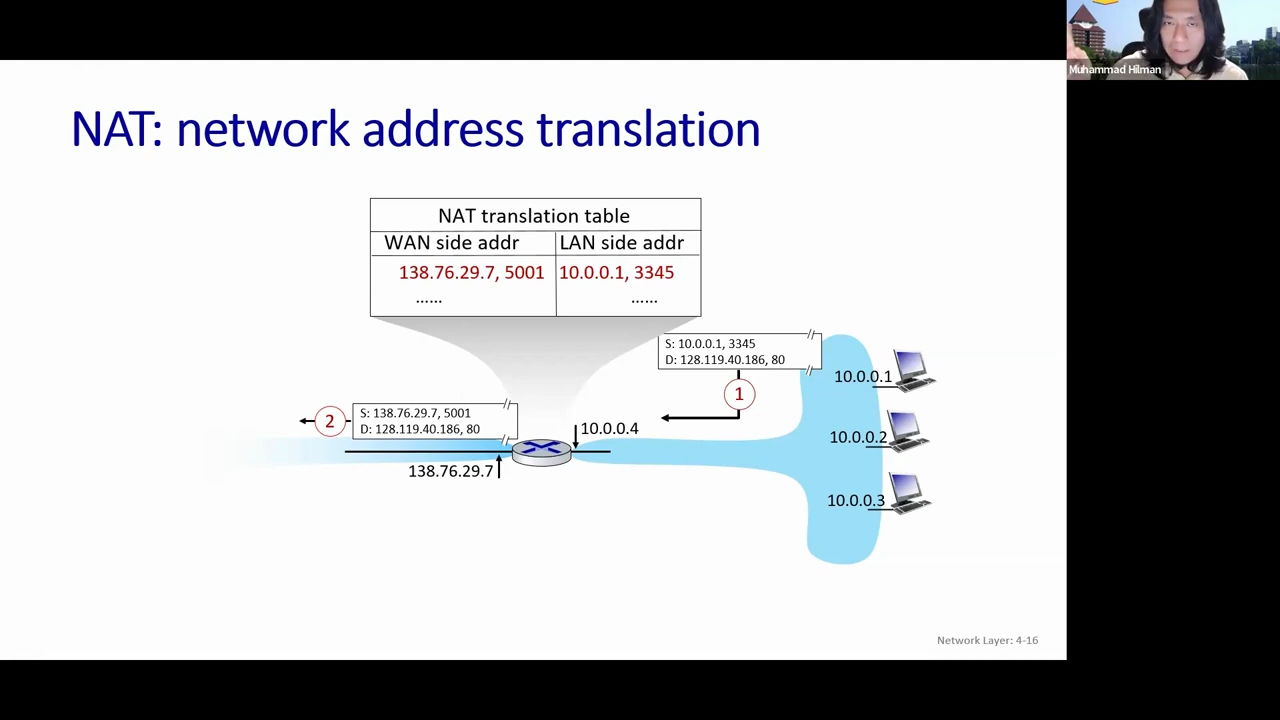 Muhammad Hilman
NAT: network address translation
NAT translation table
WAN side addr LAN side addr
138.76.29.7, 5001 10.0.0.1, 3345
...... ......
S: 10.0.0.1, 3345
D: 128.119.40.186, 80
1
10.0.0.1
2
S: 138.76.29.7, 5001
D: 128.119.40.186, 80
10.0.0.4
10.0.0.2
138.76.29.7
10.0.0.3
Network Layer: 4-16